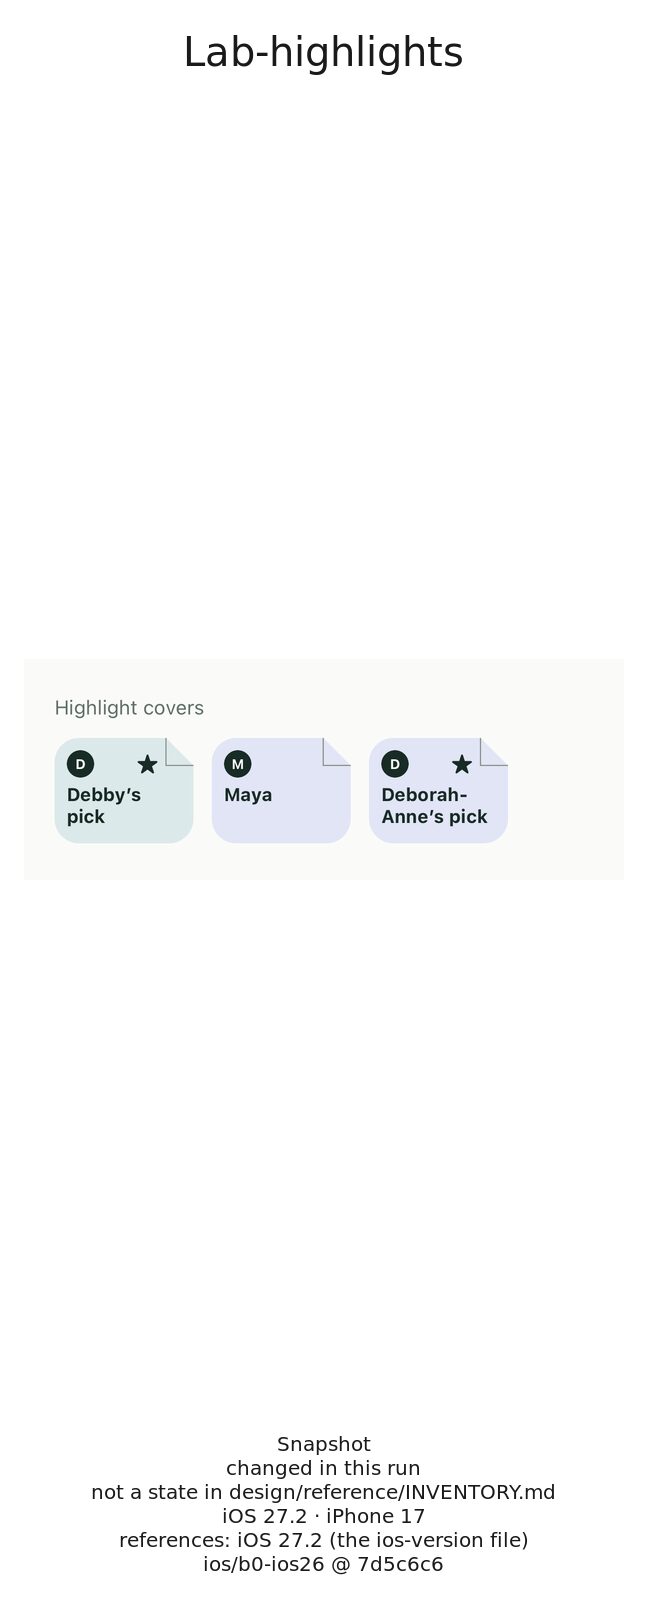 Lab-highlights
Highlight covers
D
Debby’s
pick
M
Maya
D
Deborah-
Anne’s pick
Snapshot
changed in this run
not a state in design/reference/INVENTORY.md
iOS 27.2 · iPhone 17
references: iOS 27.2 (the ios-version file)
ios/b0-ios26 @ 7d5c6c6